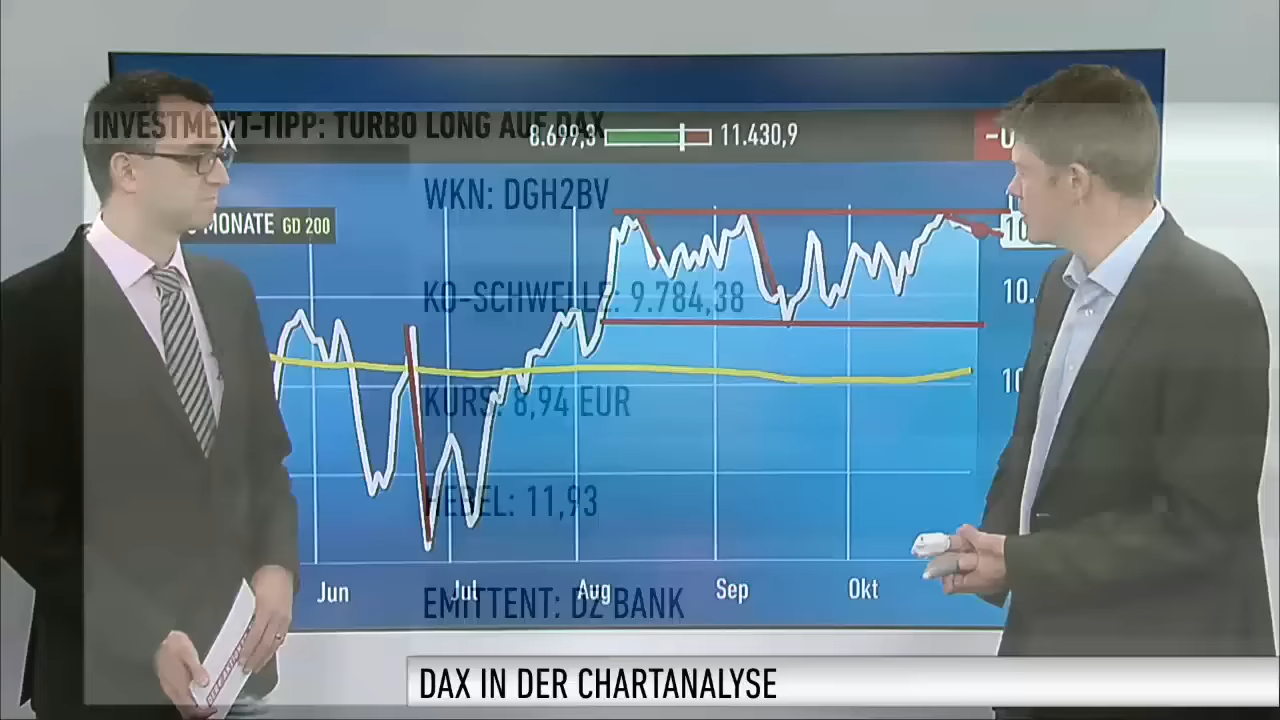 INVESTMENT-TIPP: TURBO LONG AUF DAX
X
8.699,3
11.430,9
WKN: DGH2BV
MONATE GD 200
KO-SCHWELLE: 9.784,38
10.
10
KURS: 8,94 EUR
HEBEL: 11,93
Jun
Jul
Aug
Sep
Okt
EMITTENT: DZ BANK
DAX IN DER CHARTANALYSE